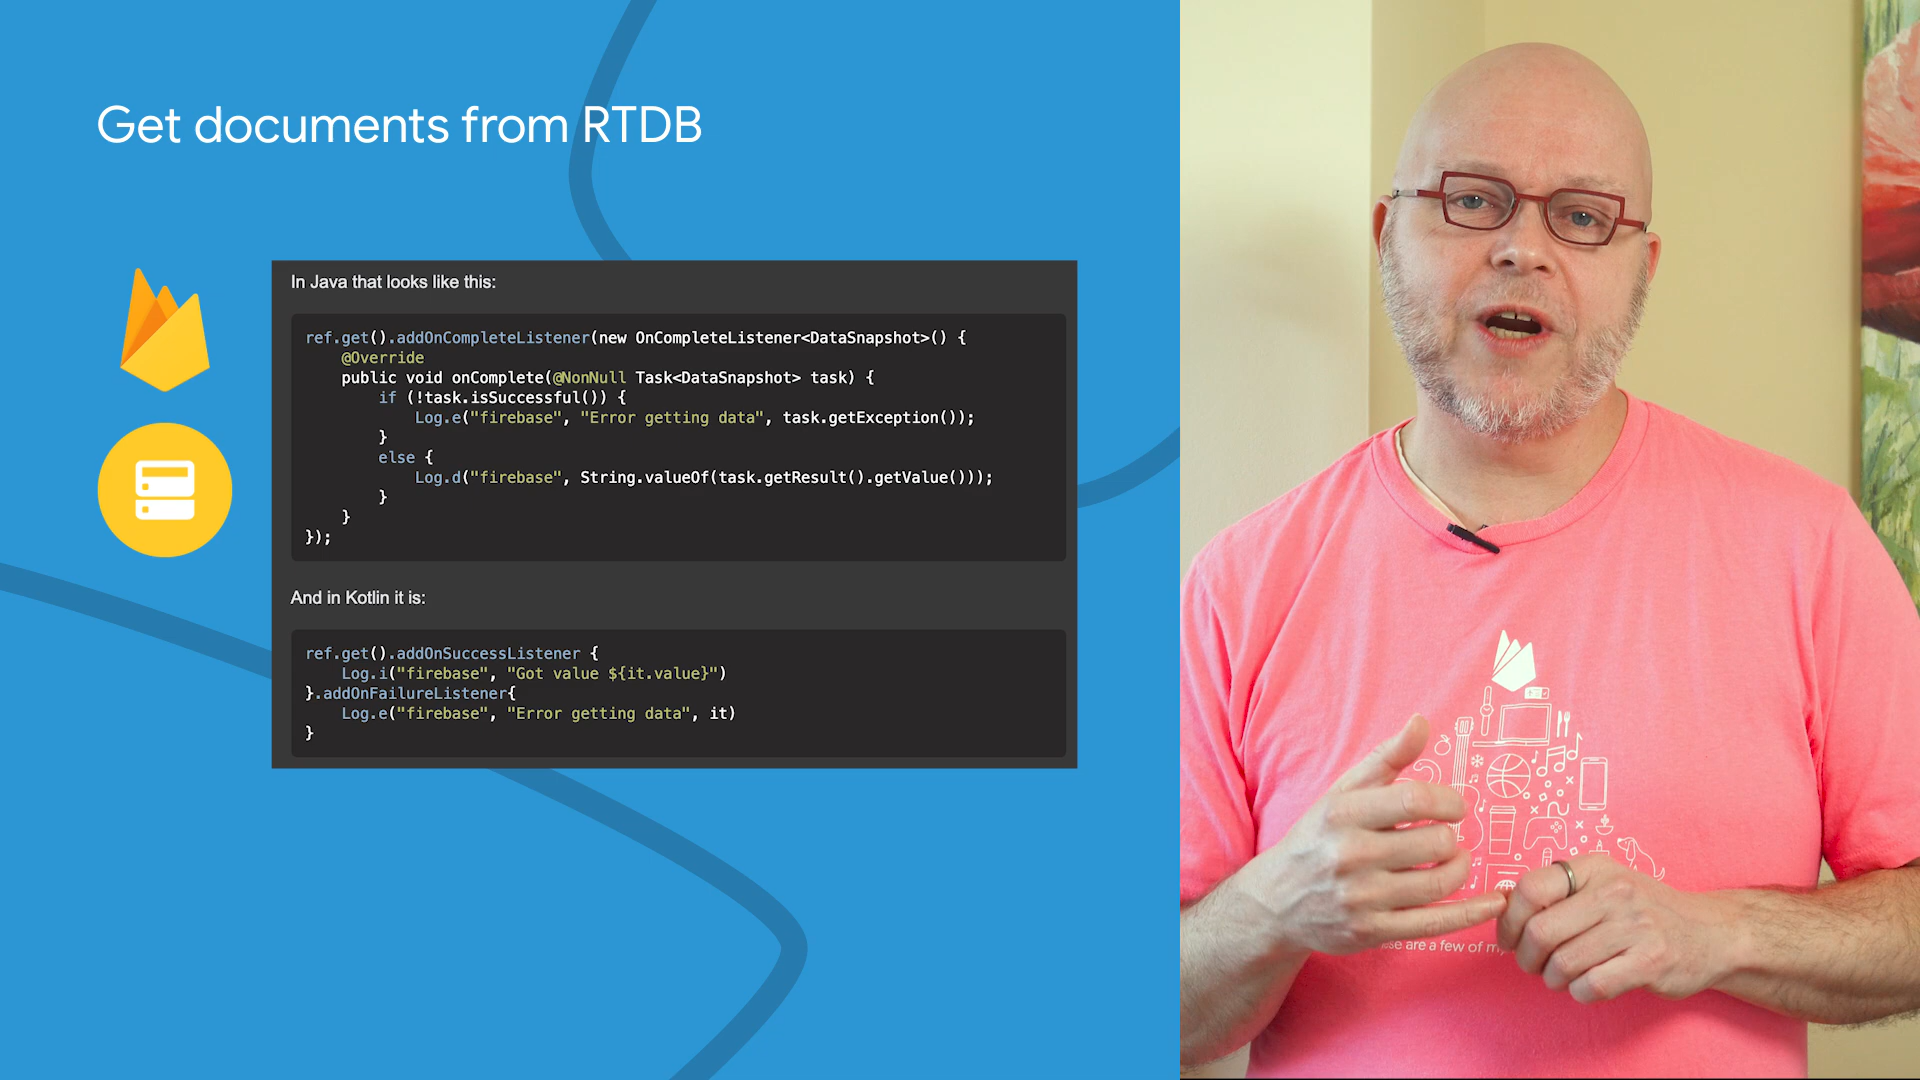 Get documents from RTDB
In Java that looks like this:
ref.get().addOnCompleteListener(new OnCompleteListener<DataSnapshot>() {
    @Override
    public void onComplete(@NonNull Task<DataSnapshot> task) {
        if (!task.isSuccessful()) {
            Log.e("firebase", "Error getting data", task.getException());
        }
        else {
            Log.d("firebase", String.valueOf(task.getResult().getValue()));
        }
    }
});
And in Kotlin it is:
ref.get().addOnSuccessListener {
    Log.i("firebase", "Got value ${it.value}")
}.addOnFailureListener{
    Log.e("firebase", "Error getting data", it)
}
are a few of